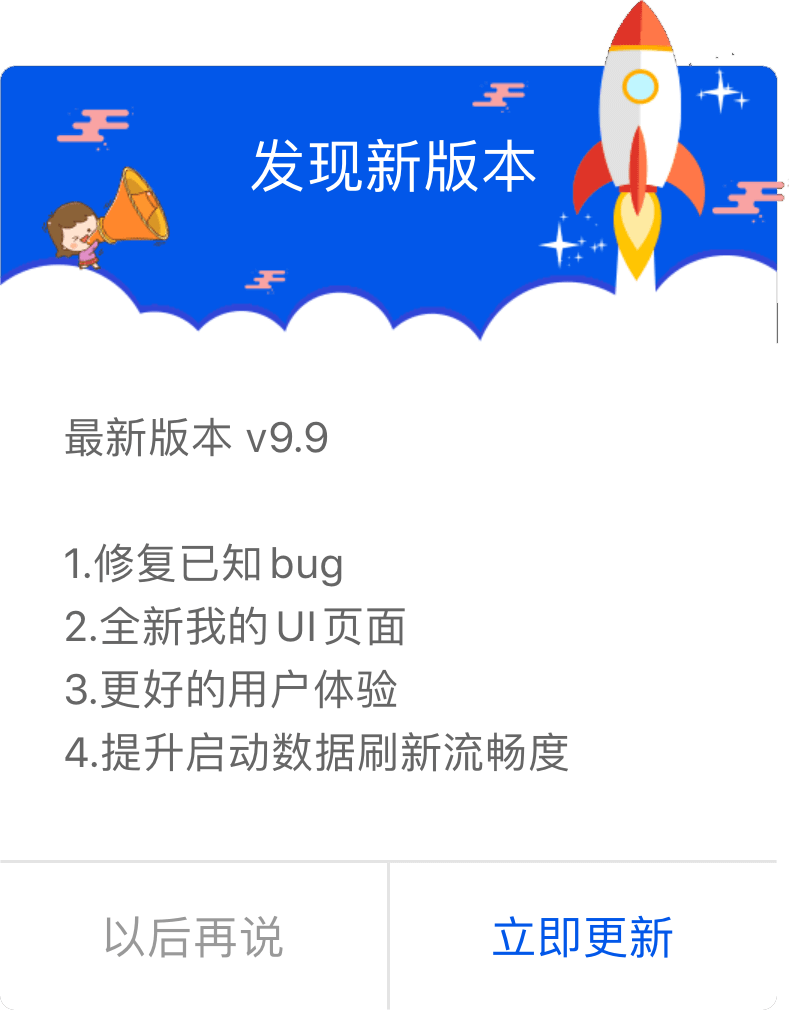 发现新版本
最新版本 v9.9
1.修复已知bug
2.全新我的UI页面
3.更好的用户体验
4.提升启动数据刷新流畅度
以后再说
立即更新